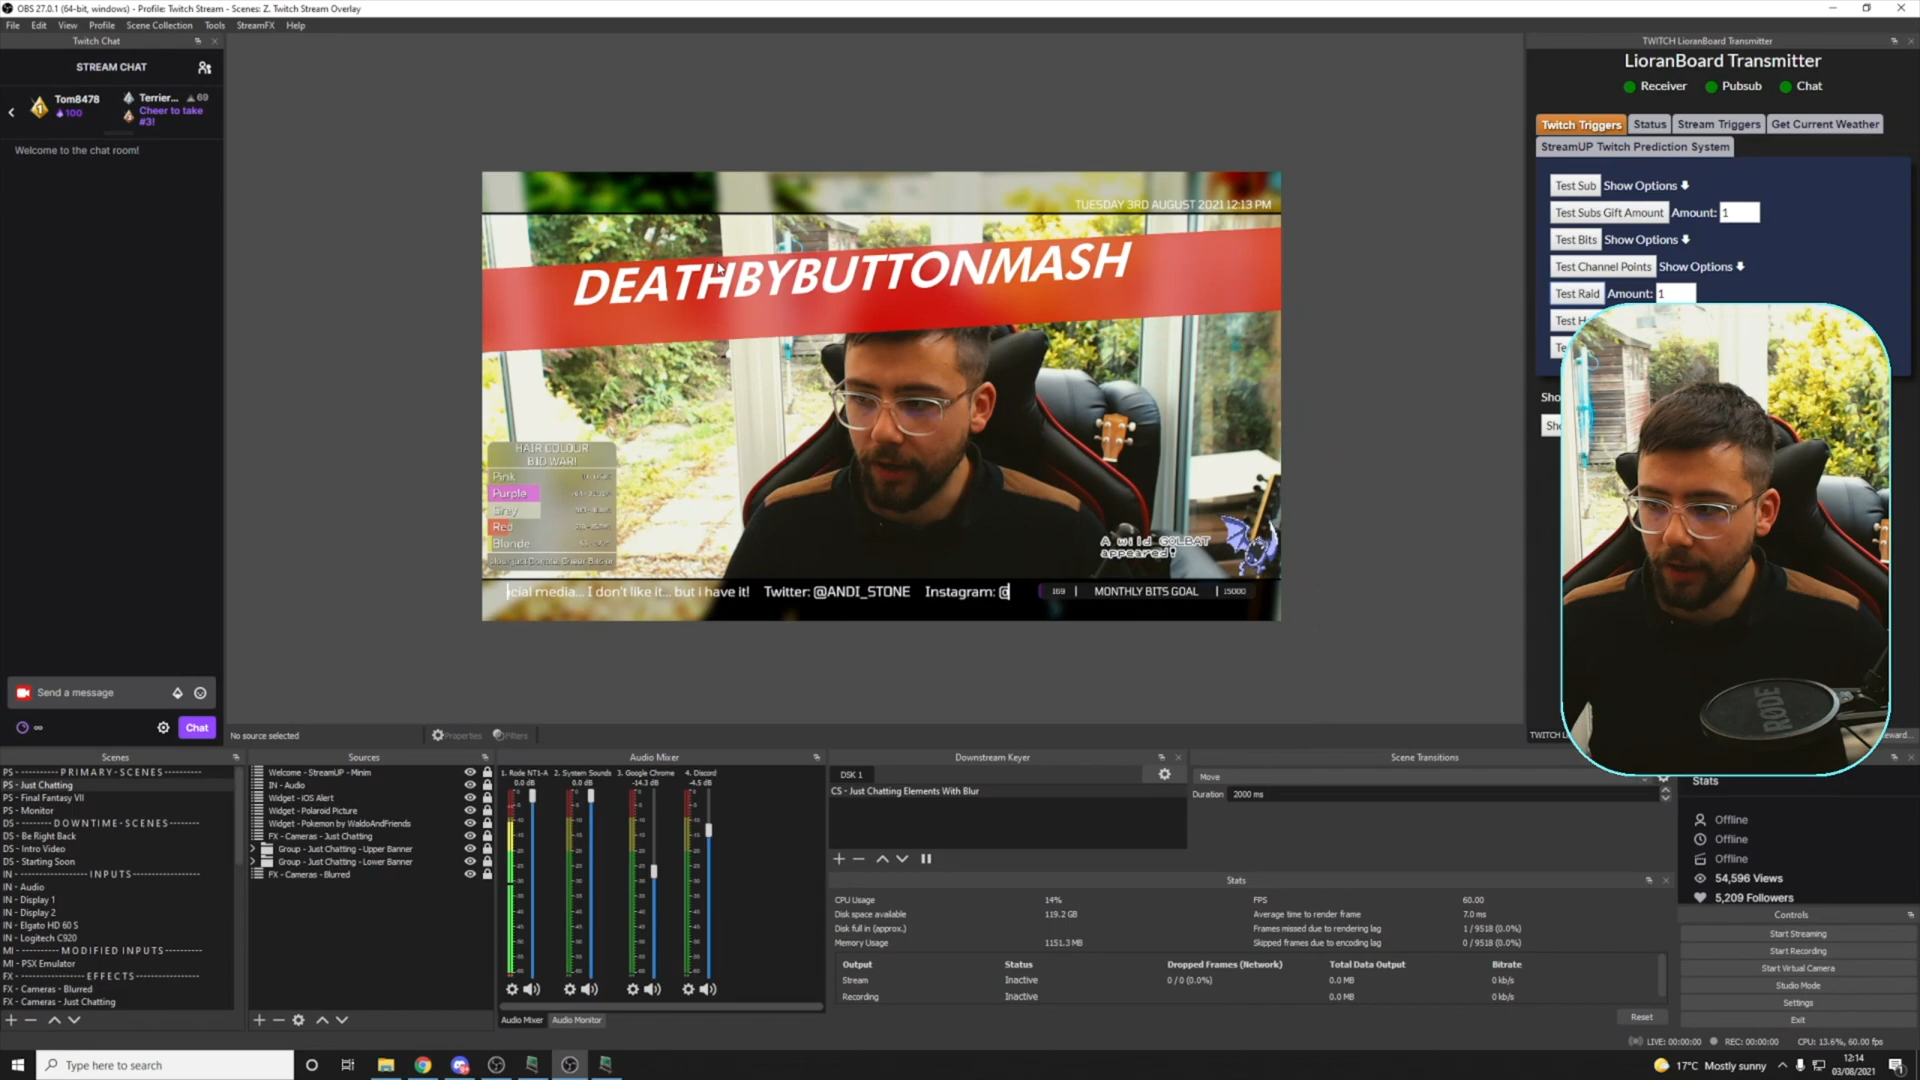 OBS 27.0.1 (64-bit, windows) - Profile: Twitch Stream - Scenes: Z. Twitch Stream Overlay
File Edit View Profile Scene Collection Tools StreamFX Help
Twitch Chat
STREAM CHAT
Tom8478
100
Terrier... 69
Cheer to take
#3!
Welcome to the chat room!
Send a message
Chat
TWITCH LioranBoard Transmitter
LioranBoard Transmitter
Receiver Pubsub Chat
Twitch Triggers Status Stream Triggers Get Current Weather
StreamUP Twitch Prediction System
Test Sub Show Options
Test Subs Gift Amount Amount: 1
Test Bits Show Options
Test Channel Points Show Options
Test Raid Amount: 1
TUESDAY 3RD AUGUST 2021 12:13 PM
DEATHBYBUTTONMASH
HAIR COLOUR
BID WAR!
Pink
Purple
Grey
Red
Blonde
A wild GOLBAT
appeared!
cial media... I don't like it... but i have it! Twitter: @ANDI_STONE Instagram: @
169 | MONTHLY BITS GOAL | 15000
RØDE
No source selected
Properties Filters
Scenes
PS - ---------- P R I M A R Y - S C E N E S ----------
PS - Just Chatting
PS - Final Fantasy VII
PS - Monitor
DS - ---------- D O W N T I M E - S C E N E S ----------
DS - Be Right Back
DS - Intro Video
DS - Starting Soon
IN - ---------- I N P U T S ----------
IN - Audio
IN - Display 1
IN - Display 2
IN - Elgato HD 60 S
IN - Logitech C920
MI - ---------- M O D I F I E D I N P U T S ----------
MI - PSX Emulator
FX - ---------- E F F E C T S ----------
FX - Cameras - Blurred
FX - Cameras - Just Chatting
Sources
Welcome - StreamUP - Minim
IN - Audio
Widget - iOS Alert
Widget - Polaroid Picture
Widget - Pokemon by WaldoAndFriends
FX - Cameras - Just Chatting
Group - Just Chatting - Upper Banner
Group - Just Chatting - Lower Banner
FX - Cameras - Blurred
Audio Mixer
1. Rode NT1-A 2. System Sounds 3. Google Chrome 4. Discord
0.0 dB 0.0 dB -14.3 dB -4.5 dB
Audio Mixer Audio Monitor
Downstream Keyer
DSK 1
CS - Just Chatting Elements With Blur
Scene Transitions
Move
Duration 2000 ms
Stats
CPU Usage 14% FPS 60.00
Disk space available 119.2 GB Average time to render frame 7.0 ms
Disk full in (approx.) Frames missed due to rendering lag 1 / 9518 (0.0%)
Memory Usage 1151.3 MB Skipped frames due to encoding lag 0 / 9518 (0.0%)
Output Status Dropped Frames (Network) Total Data Output Bitrate
Stream Inactive 0 / 0 (0.0%) 0.0 MB 0 kb/s
Recording Inactive 0.0 MB 0 kb/s
Reset
Stats
Offline
Offline
Offline
54,596 Views
5,209 Followers
Controls
Start Streaming
Start Recording
Start Virtual Camera
Studio Mode
Settings
Exit
LIVE: 00:00:00 REC: 00:00:00 CPU: 13.6%, 60.00 fps
Type here to search
17°C Mostly sunny
12:14
03/08/2021